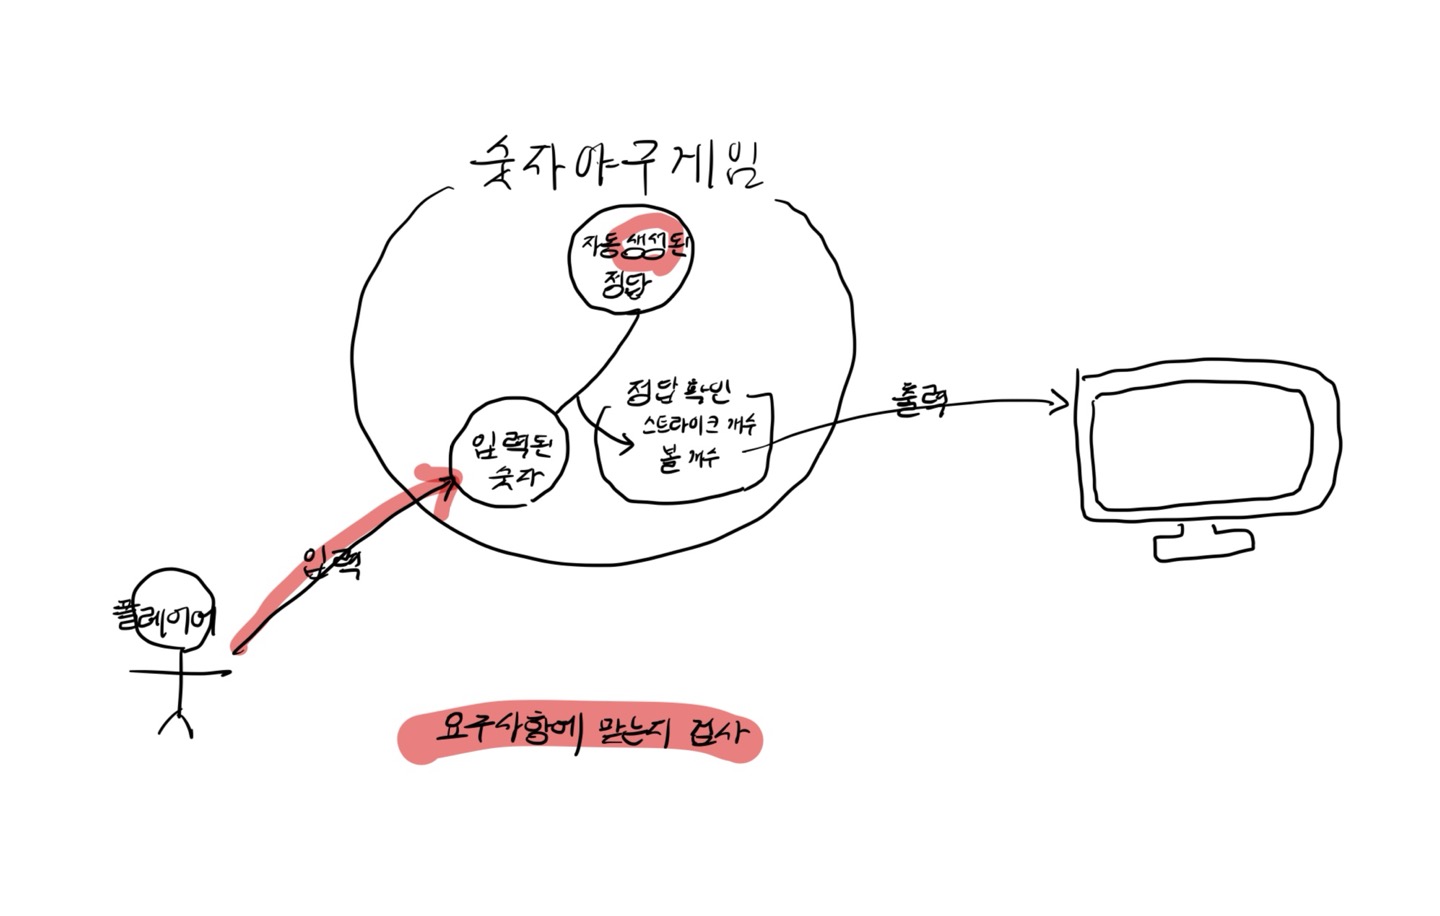 숫자야구게임
자동생성된
정답
정답 확인
스트라이크 개수
볼 개수
출력
입력된
숫자
입력
플레이어
요구사항에 맞는지 검사